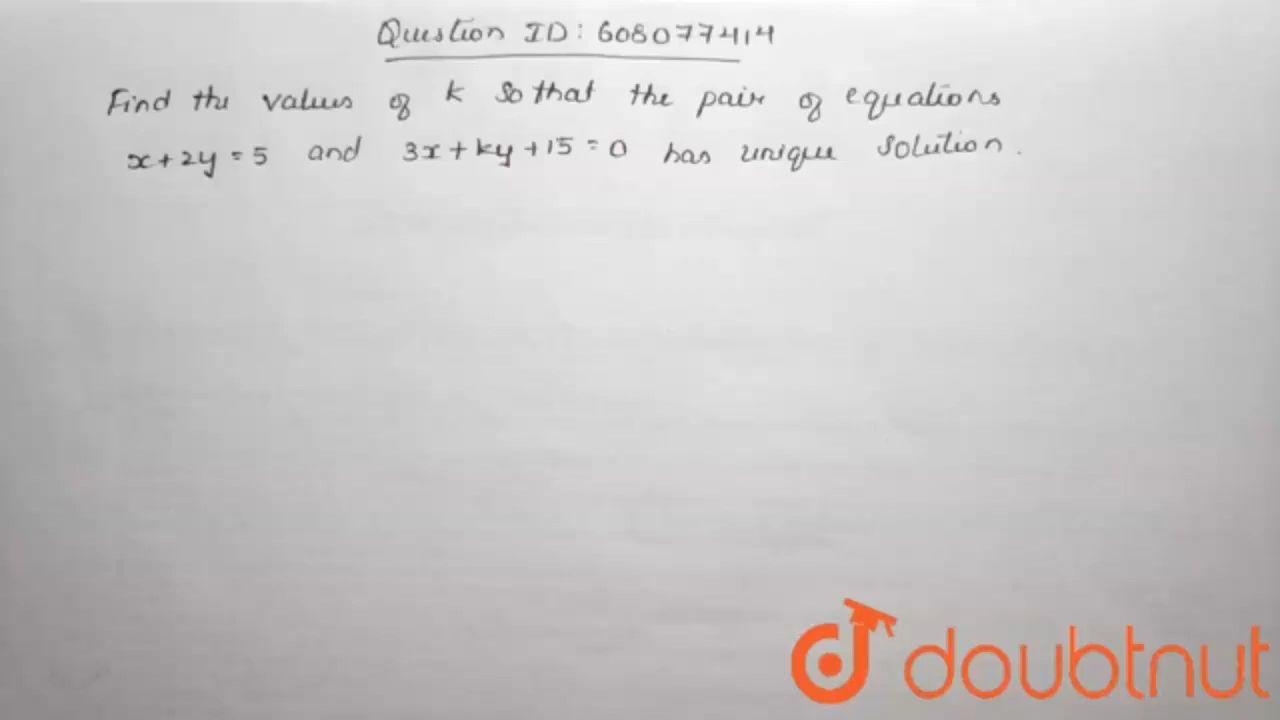 Question ID: 608077414
Find the values of k so that the pair of equations
x+2y=5 and 3x+ky+15=0 has unique solution.
doubtnut